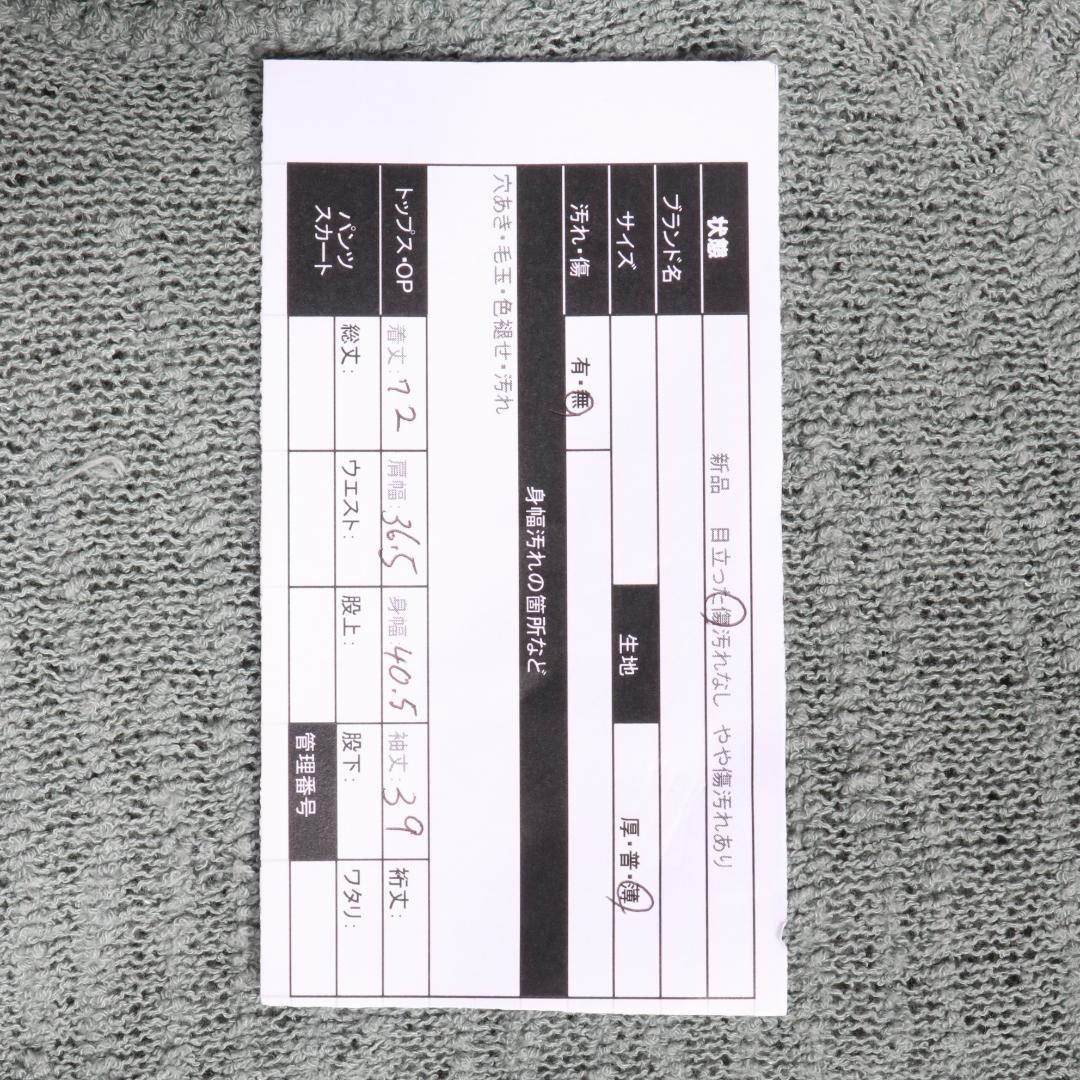 状態 新品 目立った傷汚れなし やや傷汚れあり
ブランド名
サイズ 生地 厚・普・薄
汚れ・傷 有・無
身幅汚れの箇所など
穴あき・毛玉・色褪せ・汚れ
トップス・OP 着丈:72 肩幅:36.5 身幅:40.5 袖丈:39 裄丈:
パンツ スカート 総丈: ウエスト: 股上: 股下: ワタリ:
管理番号